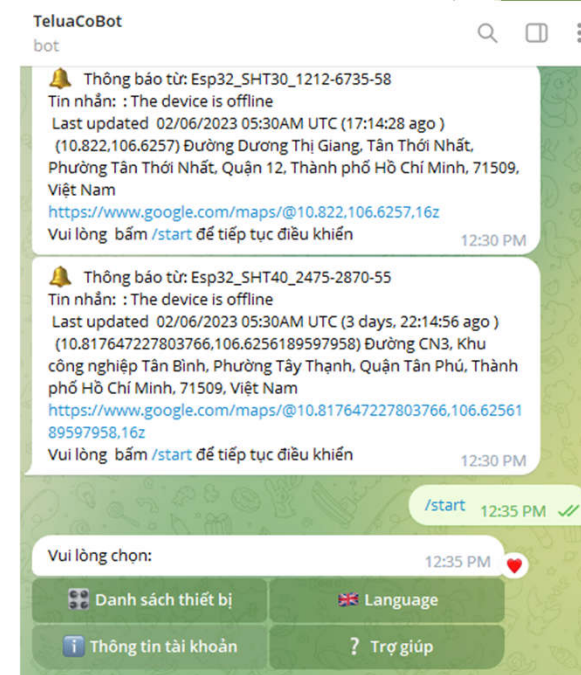 TeluaCoBot
bot
Thông báo từ: Esp32_SHT30_1212-6735-58
Tin nhắn: : The device is offline
Last updated 02/06/2023 05:30AM UTC (17:14:28 ago )
(10.822,106.6257) Đường Dương Thị Giang, Tân Thới Nhất,
Phường Tân Thới Nhất, Quận 12, Thành phố Hồ Chí Minh, 71509,
Việt Nam
https://www.google.com/maps/@10.822,106.6257,16z
Vui lòng bấm /start để tiếp tục điều khiển
12:30 PM
Thông báo từ: Esp32_SHT40_2475-2870-55
Tin nhắn: : The device is offline
Last updated 02/06/2023 05:30AM UTC (3 days, 22:14:56 ago )
(10.817647227803766,106.6256189597958) Đường CN3, Khu
công nghiệp Tân Bình, Phường Tây Thạnh, Quận Tân Phú, Thành
phố Hồ Chí Minh, 71509, Việt Nam
https://www.google.com/maps/@10.817647227803766,106.62561
89597958,16z
Vui lòng bấm /start để tiếp tục điều khiển
12:30 PM
/start 12:35 PM
Vui lòng chọn:
12:35 PM
Danh sách thiết bị
Language
Thông tin tài khoản
? Trợ giúp